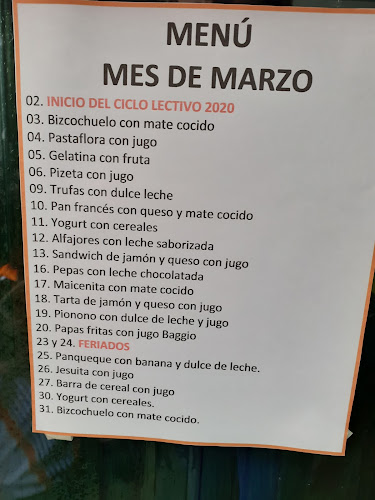 MENÚ
MES DE MARZO
02. INICIO DEL CICLO LECTIVO 2020
03. Bizcochuelo con mate cocido
04. Pastaflora con jugo
05. Gelatina con fruta
06. Pizeta con jugo
09. Trufas con dulce leche
10. Pan francés con queso y mate cocido
11. Yogurt con cereales
12. Alfajores con leche saborizada
13. Sandwich de jamón y queso con jugo
16. Pepas con leche chocolatada
17. Maicenita con mate cocido
18. Tarta de jamón y queso con jugo
19. Pionono con dulce de leche y jugo
20. Papas fritas con jugo Baggio
23 y 24. FERIADOS
25. Panqueque con banana y dulce de leche.
26. Jesuita con jugo
27. Barra de cereal con jugo
30. Yogurt con cereales.
31. Bizcochuelo con mate cocido.